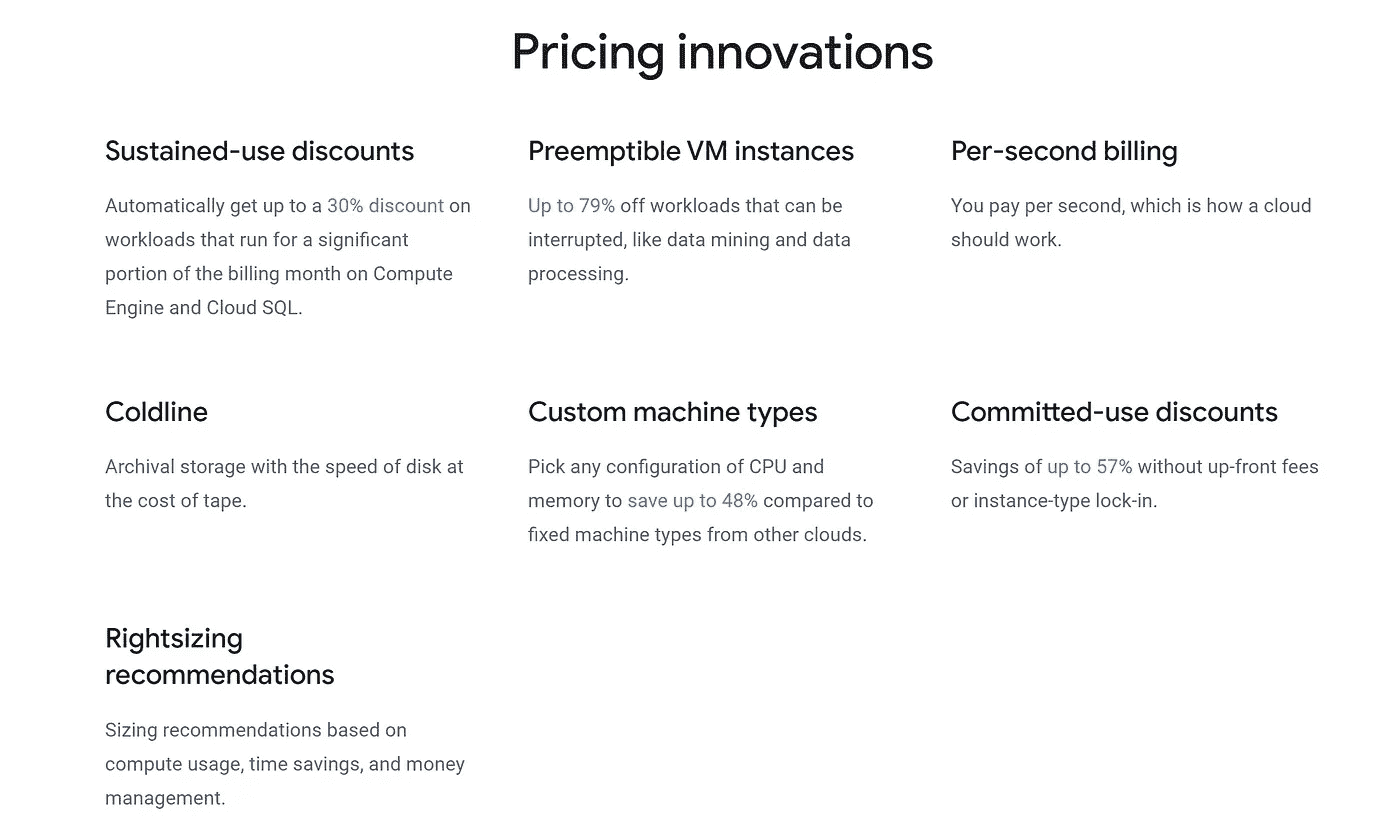 Pricing innovations
Sustained-use discounts
Automatically get up to a 30% discount on
workloads that run for a significant
portion of the billing month on Compute
Engine and Cloud SQL.
Preemptible VM instances
Up to 79% off workloads that can be
interrupted, like data mining and data
processing.
Per-second billing
You pay per second, which is how a cloud
should work.
Coldline
Archival storage with the speed of disk at
the cost of tape.
Custom machine types
Pick any configuration of CPU and
memory to save up to 48% compared to
fixed machine types from other clouds.
Committed-use discounts
Savings of up to 57% without up-front fees
or instance-type lock-in.
Rightsizing
recommendations
Sizing recommendations based on
compute usage, time savings, and money
management.